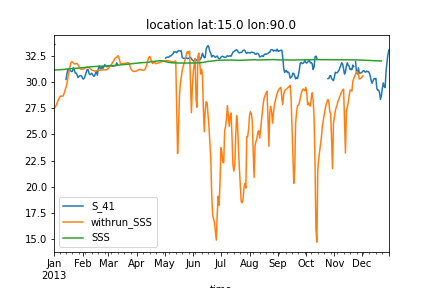 location lat:15.0 lon:90.0
32.5
30.0
27.5
25.0
22.5
20.0
17.5
15.0
S_41
withrun_SSS
SSS
Jan Feb Mar Apr May Jun Jul Aug Sep Oct Nov Dec
2013
time